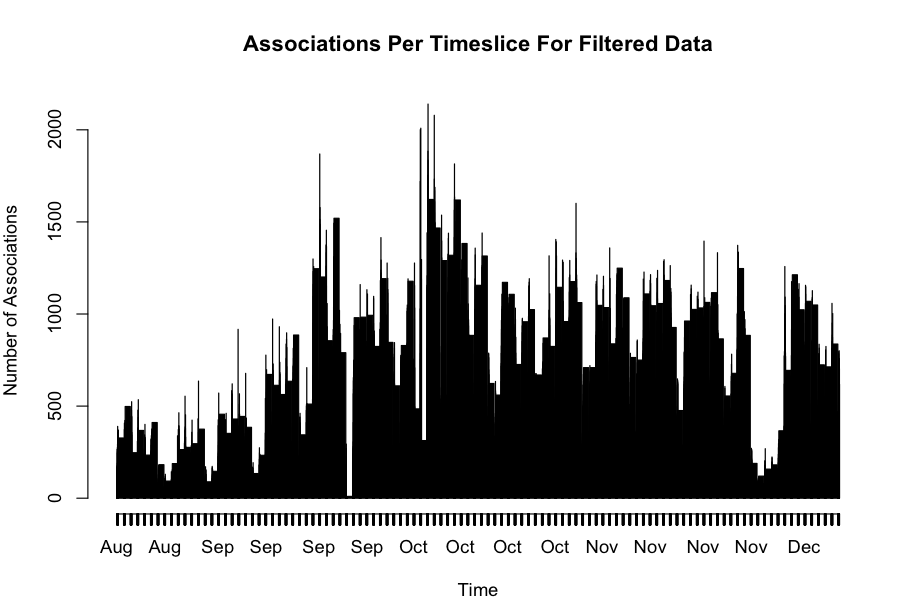 Associations Per Timeslice For Filtered Data
Number of Associations
2000
1500
1000
500
0
Aug Aug Sep Sep Sep Sep Oct Oct Oct Oct Nov Nov Nov Nov Dec
Time